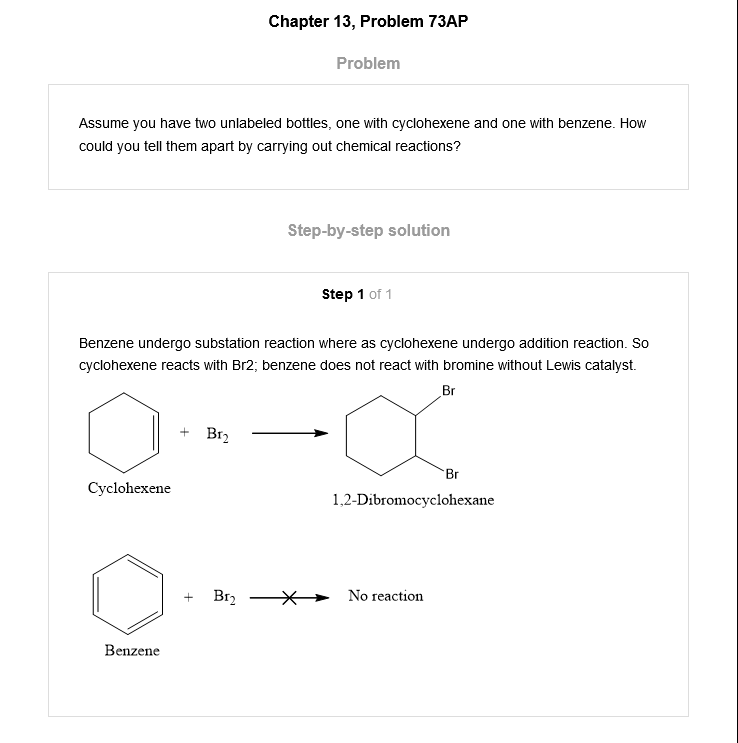 Chapter 13, Problem 73AP
Problem
Assume you have two unlabeled bottles, one with cyclohexene and one with benzene. How
could you tell them apart by carrying out chemical reactions?
Step-by-step solution
Step 1 of 1
Benzene undergo substation reaction where as cyclohexene undergo addition reaction. So
cyclohexene reacts with Br2; benzene does not react with bromine without Lewis catalyst.
Br
+ Br₂
Br
Cyclohexene
1,2-Dibromocyclohexane
+ Br₂ No reaction
Benzene